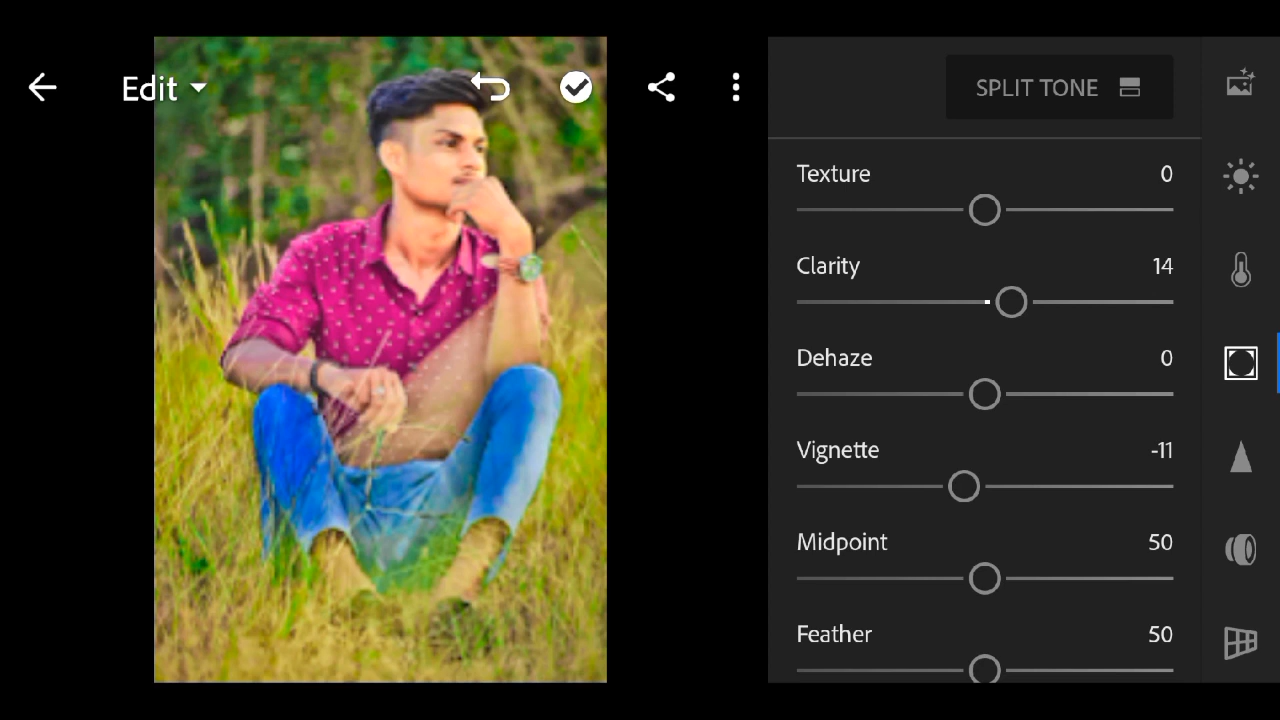 Edit
SPLIT TONE
Texture 0
Clarity 14
Dehaze 0
Vignette -11
Midpoint 50
Feather 50